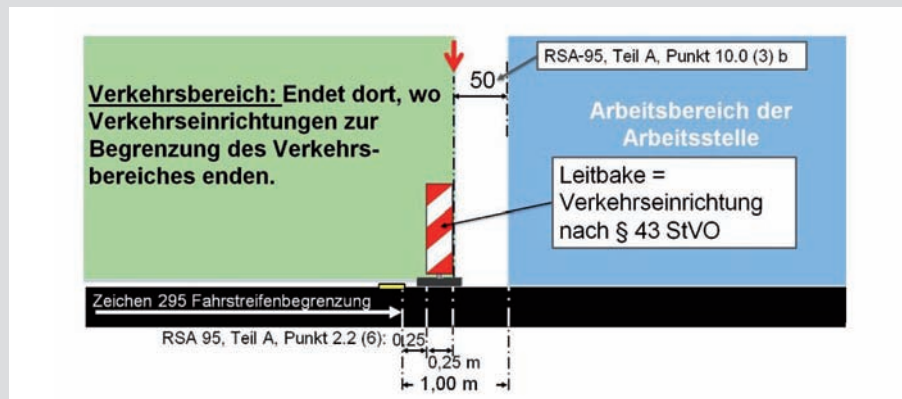 RSA-95, Teil A, Punkt 10.0 (3) b
50
Verkehrsbereich: Endet dort, wo
Verkehrseinrichtungen zur
Begrenzung des Verkehrs-
bereiches enden.
Arbeitsbereich der
Arbeitsstelle
Leitbake =
Verkehrseinrichtung
nach § 43 StVO
Zeichen 295 Fahrstreifenbegrenzung
RSA 95, Teil A, Punkt 2.2 (6): 0,25
0,25 m
1,00 m